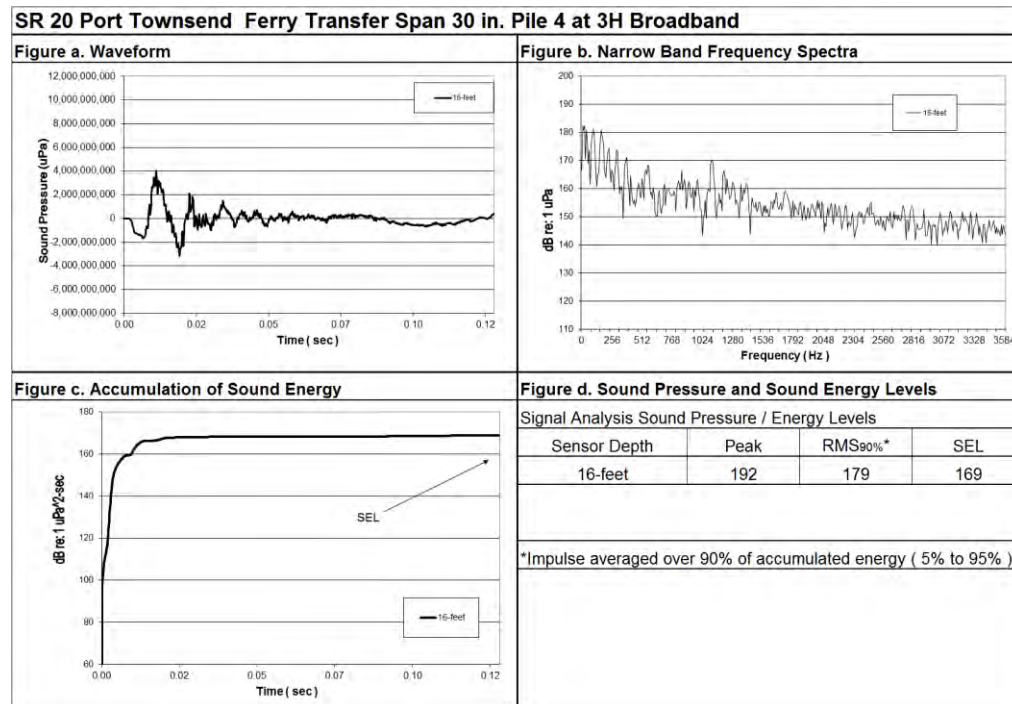 SR 20 Port Townsend Ferry Transfer Span 30 in. Pile 4 at 3H Broadband
Figure a. Waveform
12,000,000,000
10,000,000,000
8,000,000,000
6,000,000,000
4,000,000,000
2,000,000,000
0
-2,000,000,000
-4,000,000,000
-6,000,000,000
-8,000,000,000
Sound Pressure (uPa)
16-feet
0.00 0.02 0.05 0.07 0.10 0.12
Time ( sec )
Figure b. Narrow Band Frequency Spectra
200
190
180
170
160
150
140
130
120
110
dB re: 1 uPa
16-feet
0 256 512 768 1024 1280 1536 1792 2048 2304 2560 2816 3072 3328 3584
Frequency ( Hz )
Figure c. Accumulation of Sound Energy
180
160
140
120
100
80
60
dB re: 1 uPa^2-sec
SEL
16-feet
0.00 0.02 0.05 0.07 0.10 0.12
Time ( sec )
Figure d. Sound Pressure and Sound Energy Levels
Signal Analysis Sound Pressure / Energy Levels
Sensor Depth Peak RMS90%* SEL
16-feet 192 179 169
*Impulse averaged over 90% of accumulated energy ( 5% to 95% )